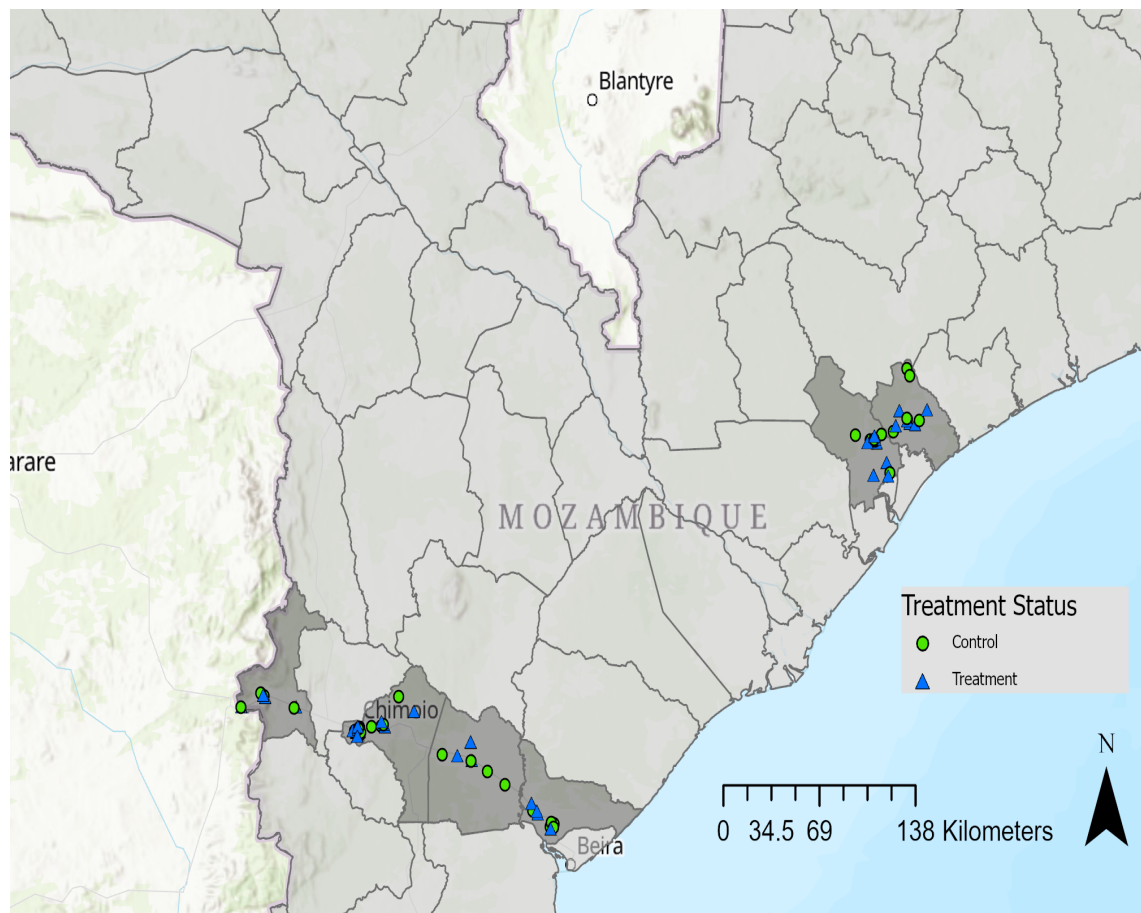 Blantyre
arare
MOZAMBIQUE
Treatment Status
Control
Treatment
Chimoio
N
0 34.5 69 138 Kilometers
Beira